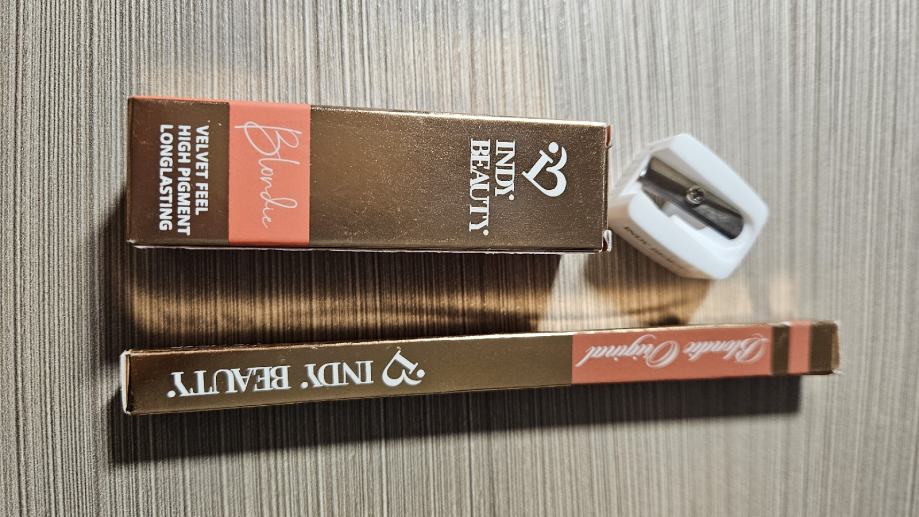 INDY
BEAUTY
Blondie
VELVET FEEL
HIGH PIGMENT
LONGLASTING
INDY BEAUTY
Blondie Original